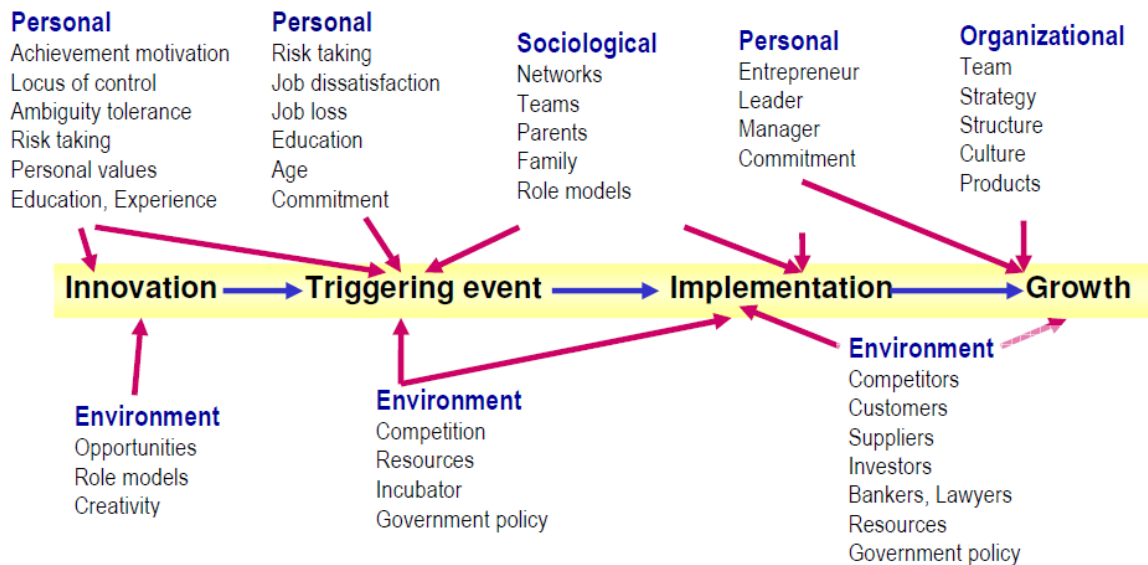 Personal
Achievement motivation
Locus of control
Ambiguity tolerance
Risk taking
Personal values
Education, Experience
Personal
Risk taking
Job dissatisfaction
Job loss
Education
Age
Commitment
Sociological
Networks
Teams
Parents
Family
Role models
Personal
Entrepreneur
Leader
Manager
Commitment
Organizational
Team
Strategy
Structure
Culture
Products
Innovation
Triggering event
Implementation
Growth
Environment
Opportunities
Role models
Creativity
Environment
Competition
Resources
Incubator
Government policy
Environment
Competitors
Customers
Suppliers
Investors
Bankers, Lawyers
Resources
Government policy